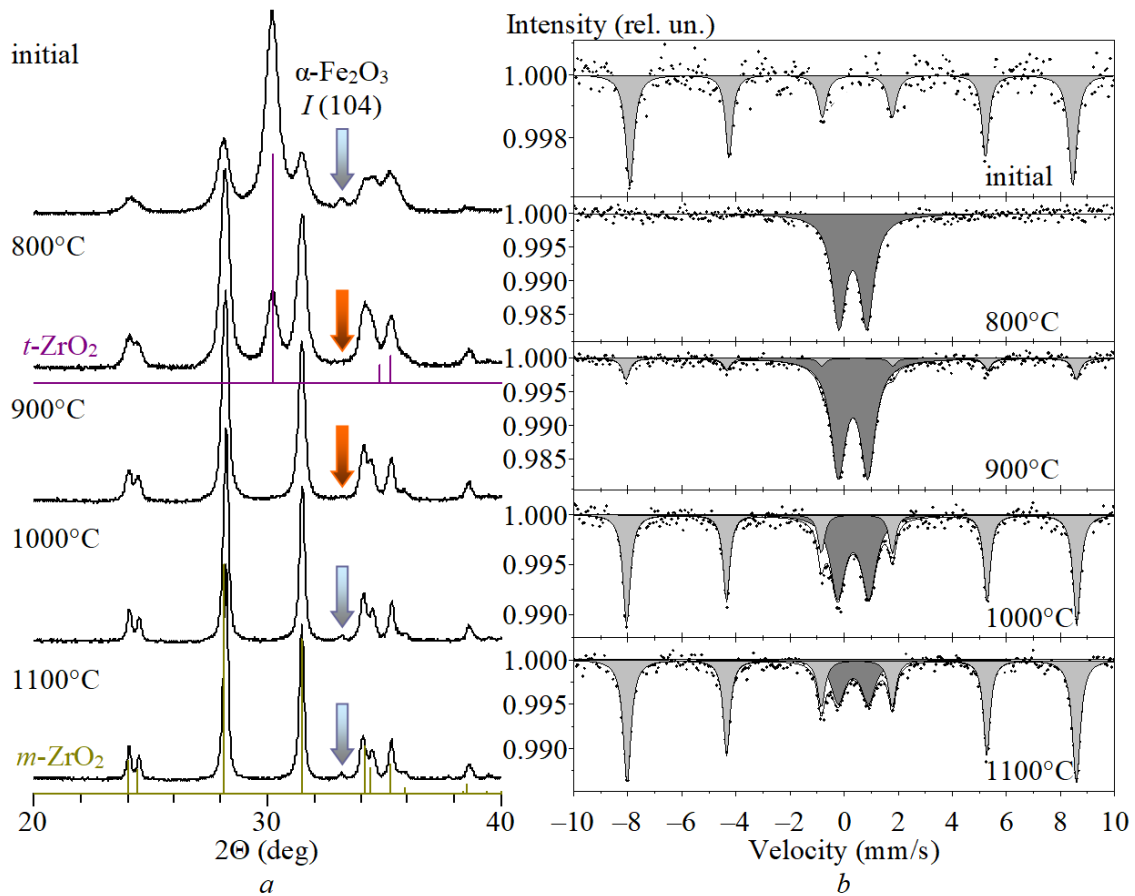 initial
α-Fe₂O₃
I (104)
800°C
t-ZrO₂
900°C
1000°C
1100°C
m-ZrO₂
20 30 40
2Θ (deg)
a
Intensity (rel. un.)
1.000
0.998
initial
1.000
0.995
0.990
0.985
800°C
1.000
0.995
0.990
0.985
900°C
1.000
0.995
0.990
1000°C
1.000
0.995
0.990
1100°C
−10 −8 −6 −4 −2 0 2 4 6 8 10
Velocity (mm/s)
b